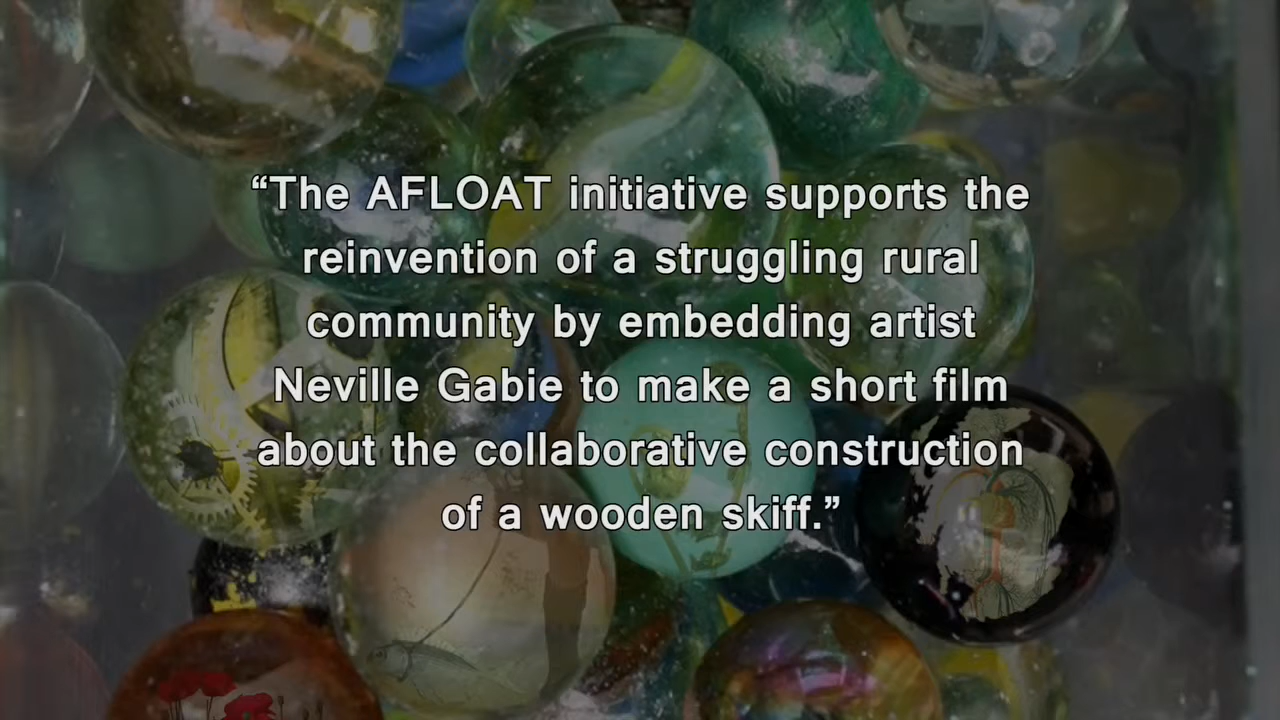 “The AFLOAT initiative supports the
reinvention of a struggling rural
community by embedding artist
Neville Gabie to make a short film
about the collaborative construction
of a wooden skiff.”